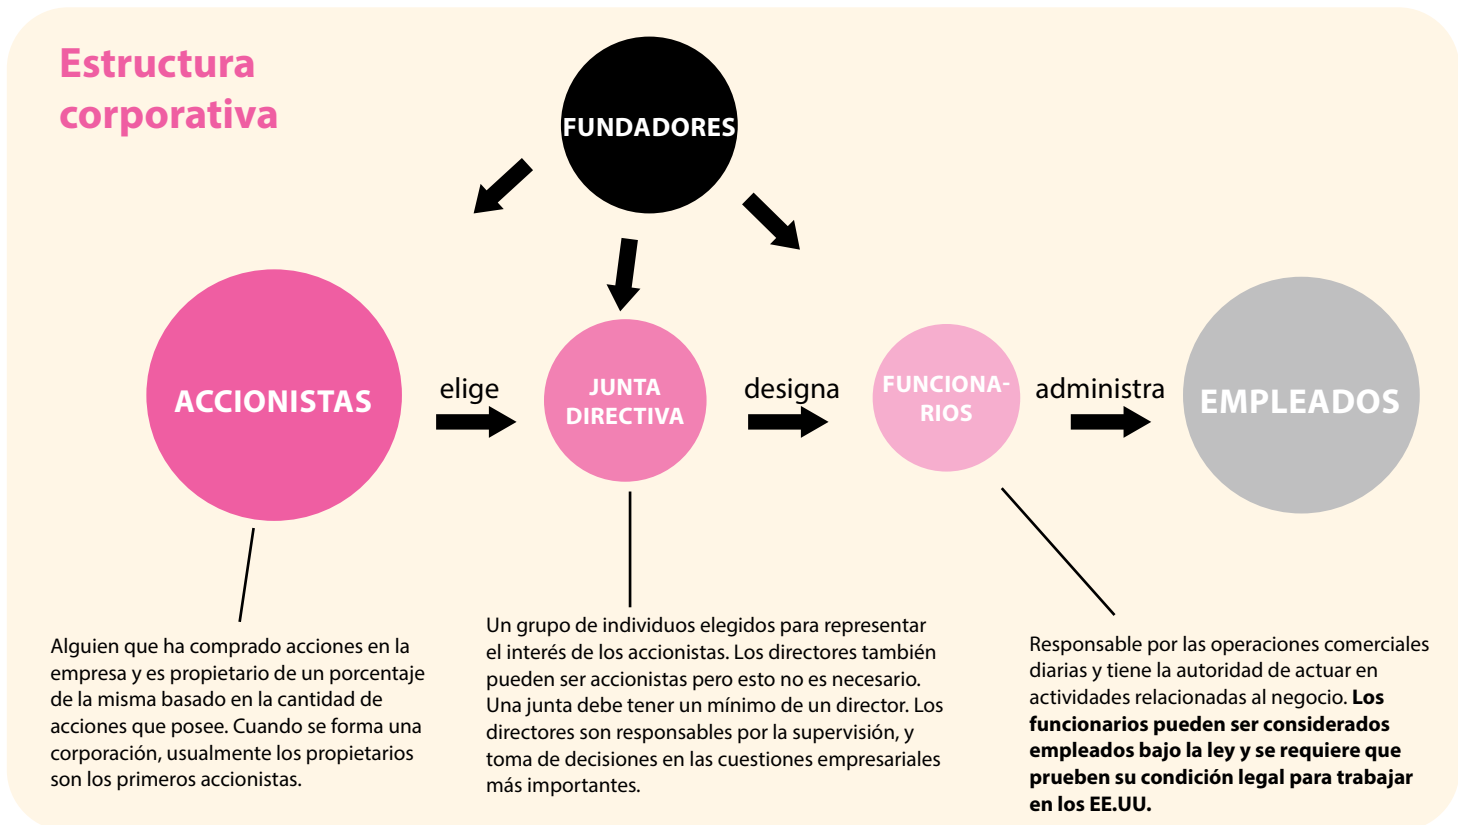 Estructura
corporativa
FUNDADORES
ACCIONISTAS
elige
JUNTA
DIRECTIVA
designa
FUNCIONA-
RIOS
administra
EMPLEADOS
Alguien que ha comprado acciones en la
empresa y es propietario de un porcentaje
de la misma basado en la cantidad de
acciones que posee. Cuando se forma una
corporación, usualmente los propietarios
son los primeros accionistas.
Un grupo de individuos elegidos para representar
el interés de los accionistas. Los directores también
pueden ser accionistas pero esto no es necesario.
Una junta debe tener un mínimo de un director. Los
directores son responsables por la supervisión, y
toma de decisiones en las cuestiones empresariales
más importantes.
Responsable por las operaciones comerciales
diarias y tiene la autoridad de actuar en
actividades relacionadas al negocio. Los
funcionarios pueden ser considerados
empleados bajo la ley y se requiere que
prueben su condición legal para trabajar
en los EE.UU.